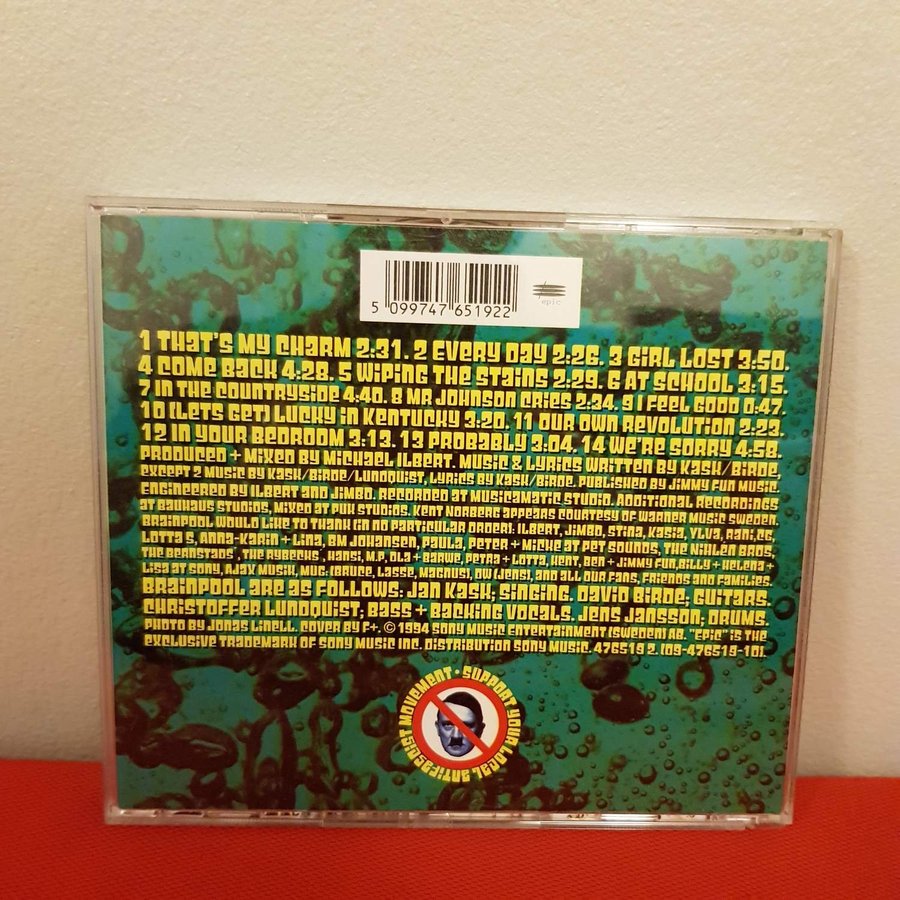 5 099747 651922
epic
1 THAT'S MY CHARM 2:31. 2 EVERY DAY 2:26. 3 GIRL LOST 3:50.
4 COME BACK 4:28. 5 WIPING THE STAINS 2:29. 6 AT SCHOOL 3:15.
7 IN THE COUNTRYSIDE 4:40. 8 MR JOHNSON CRIES 2:34. 9 I FEEL GOOD 0:47.
10 (LETS GET) LUCKY IN KENTUCKY 3:20. 11 OUR OWN REVOLUTION 2:23.
12 IN YOUR BEDROOM 3:13. 13 PROBABLY 3:04. 14 WE'RE SORRY 4:58.
PRODUCED + MIXED BY MICHAEL ILBERT. MUSIC & LYRICS WRITTEN BY KASK/BIRDE,
EXCEPT 2 MUSIC BY KASK/BIRDE/LUNDQUIST, LYRICS BY KASK/BIRDE. PUBLISHED BY JIMMY FUN MUSIC.
ENGINEERED BY ILBERT AND JIMBO. RECORDED AT MUSICAMATIC STUDIO. ADDITIONAL RECORDINGS
AT BAUHAUS STUDIOS, MIXED AT PUK STUDIOS. KENT NORBERG APPEARS COURTESY OF WARNER MUSIC SWEDEN.
BRAINPOOL WOULD LIKE TO THANK (IN NO PARTICULAR ORDER): ILBERT, JIMBO, STINA, KASIA, YLVA, RANI, CG,
LOTTA S, ANNA-KARIN + LINA, BM JOHANSEN, PAULA, PETER + MICKE AT PET SOUNDS, THE NIHLEN BROS,
THE BEANSTADS, THE RYBECKS, HANSI, M.P, OLA + BARWE, PETRA + LOTTA, KENT, BEN + JIMMY FUN, BILLY + HELENA +
LISA AT SONY, AJAX MUSIK, MUG: (BRUCE, LASSE, MAGNUS), OW (JENS), AND ALL OUR FANS, FRIENDS AND FAMILIES.
BRAINPOOL ARE AS FOLLOWS: JAN KASK; SINGING. DAVID BIRDE; GUITARS.
CHRISTOFFER LUNDQUIST; BASS + BACKING VOCALS. JENS JANSSON; DRUMS.
PHOTO BY JONAS LINELL. COVER BY F+. © 1994 SONY MUSIC ENTERTAINMENT (SWEDEN) AB. "EPIC" IS THE
EXCLUSIVE TRADEMARK OF SONY MUSIC INC. DISTRIBUTION SONY MUSIC. 476519 2. (09-476519-10).
SUPPORT YOUR LOCAL ANTIFASCIST MOVEMENT ·